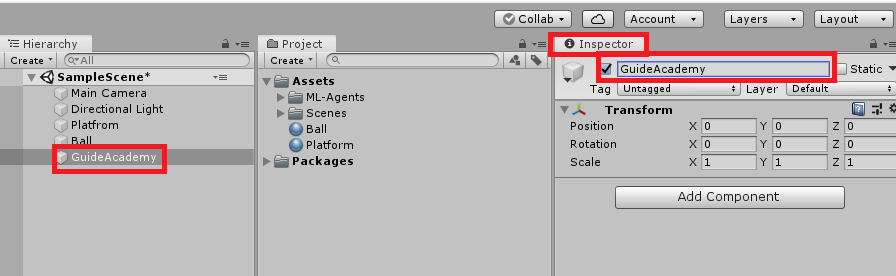 Collab Account Layers Layout
Hierarchy Project Inspector
Create All Create GuideAcademy Static
SampleScene* Assets Tag Untagged Layer Default
Main Camera ML-Agents Transform
Directional Light Scenes Position X 0 Y 0 Z 0
Platfrom Ball Rotation X 0 Y 0 Z 0
Ball Platform Scale X 1 Y 1 Z 1
GuideAcademy Packages
Add Component